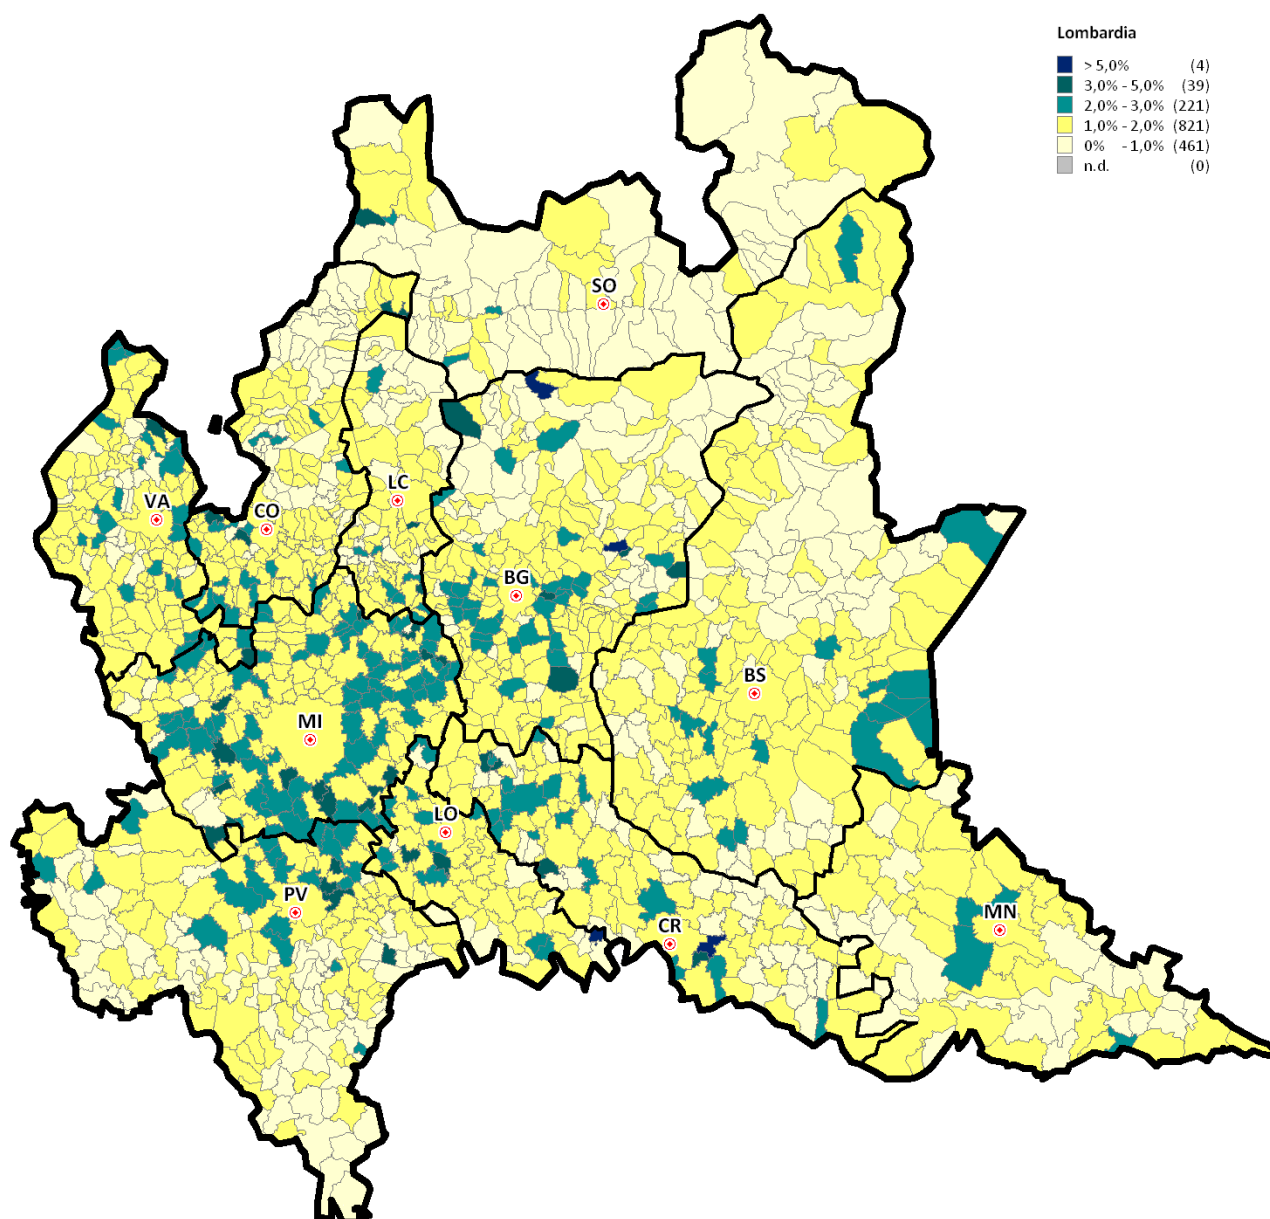 Lombardia
> 5,0% (4)
3,0% - 5,0% (39)
2,0% - 3,0% (221)
1,0% - 2,0% (821)
0% - 1,0% (461)
n.d. (0)
SO
LC
VA
CO
BG
BS
MI
LO
PV
CR
MN